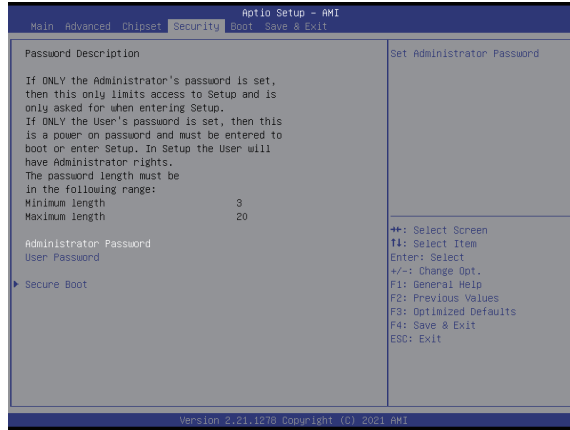 Aptio Setup – AMI
Main Advanced Chipset Security Boot Save & Exit
Password Description
If ONLY the Administrator's password is set,
then this only limits access to Setup and is
only asked for when entering Setup.
If ONLY the User's password is set, then this
is a power on password and must be entered to
boot or enter Setup. In Setup the User will
have Administrator rights.
The password length must be
in the following range:
Minimum length 3
Maximum length 20
Administrator Password
User Password
▶ Secure Boot
Set Administrator Password
→←: Select Screen
↑↓: Select Item
Enter: Select
+/-: Change Opt.
F1: General Help
F2: Previous Values
F3: Optimized Defaults
F4: Save & Exit
ESC: Exit
Version 2.21.1278 Copyright (C) 2021 AMI